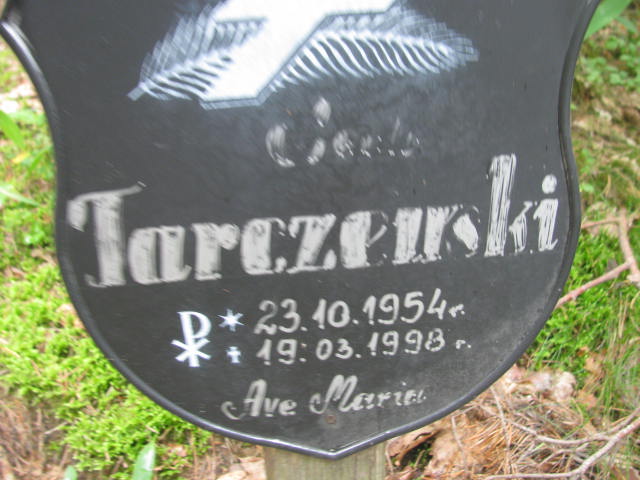 Tarczewski
* 23.10.1954 r.
✝ 19.03.1998 r.
Ave Maria